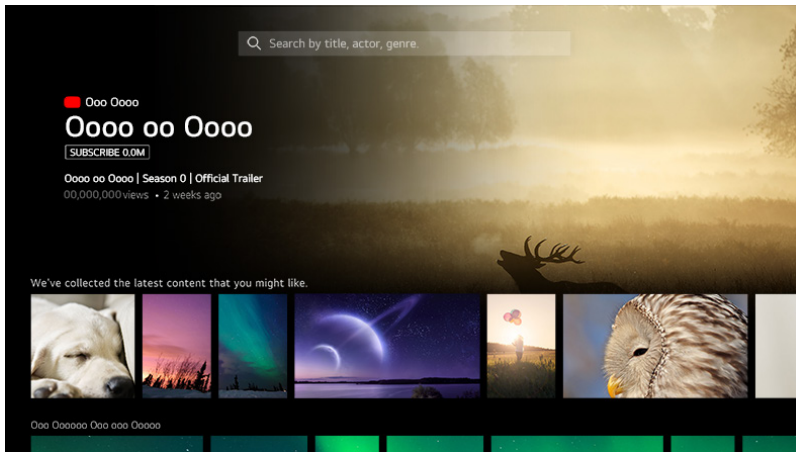 Search by title, actor, genre.
Ooo Oooo
Oooo oo Oooo
SUBSCRIBE 0,0M
Oooo oo Oooo | Season 0 | Official Trailer
00,000,000 views • 2 weeks ago
We've collected the latest content that you might like.
Ooo Oooooo Ooo ooo Ooooo